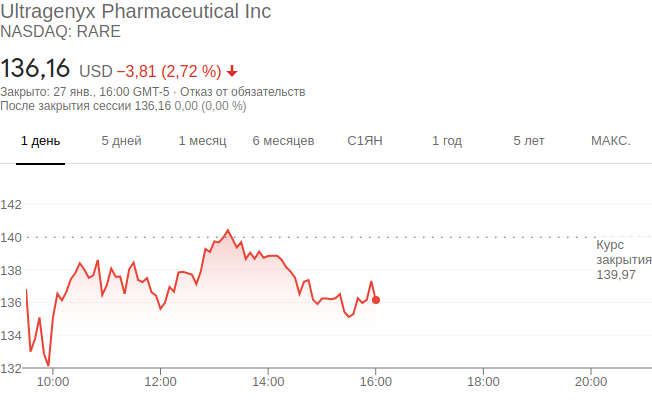 Ultragenyx Pharmaceutical Inc
NASDAQ: RARE
136,16 USD −3,81 (2,72 %)
Закрыто: 27 янв., 16:00 GMT-5 · Отказ от обязательств
После закрытия сессии 136,16 0,00 (0,00 %)
1 день 5 дней 1 месяц 6 месяцев С1ЯН 1 год 5 лет МАКС.
142
140
Курс
закрытия
139,97
138
136
134
132
10:00 12:00 14:00 16:00 18:00 20:00